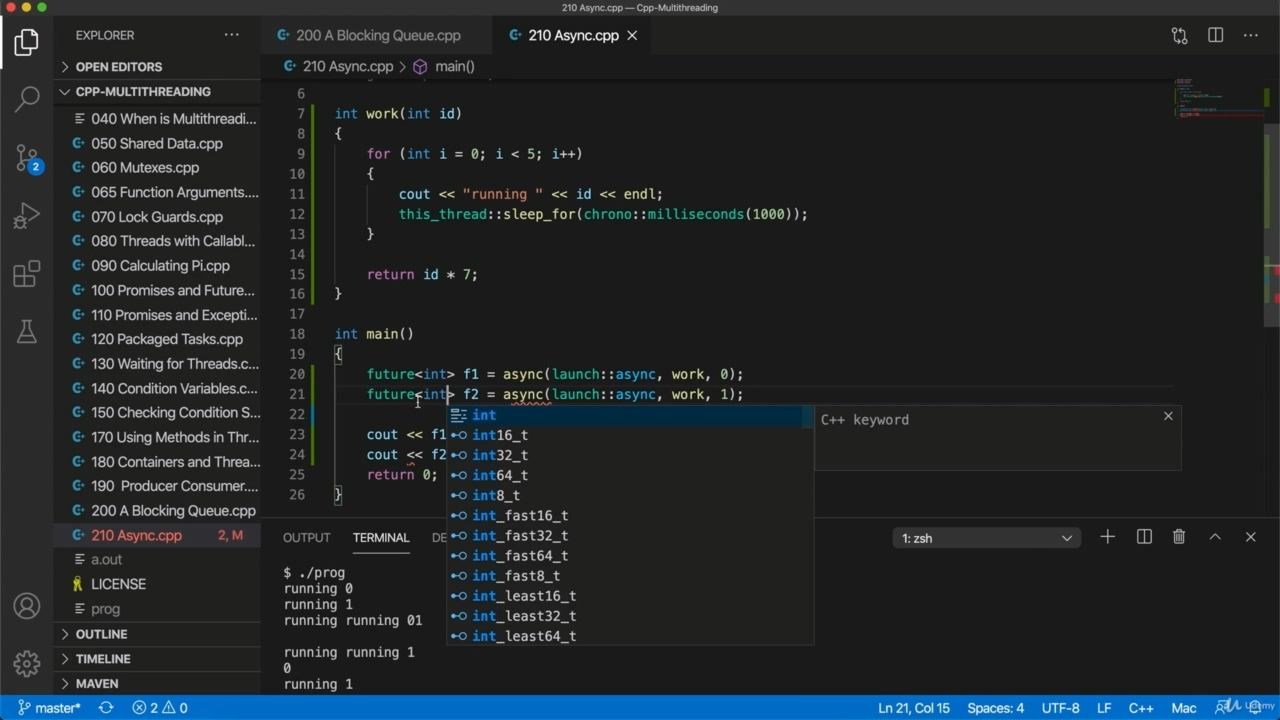 210 Async.cpp — Cpp-Multithreading
EXPLORER
200 A Blocking Queue.cpp
210 Async.cpp
OPEN EDITORS
210 Async.cpp > main()
CPP-MULTITHREADING
040 When is Multithreadi...
050 Shared Data.cpp
060 Mutexes.cpp
065 Function Arguments....
070 Lock Guards.cpp
080 Threads with Callabl...
090 Calculating Pi.cpp
100 Promises and Future...
110 Promises and Excepti...
120 Packaged Tasks.cpp
130 Waiting for Threads.c...
140 Condition Variables.c...
150 Checking Condition S...
170 Using Methods in Thr...
180 Containers and Threa...
190 Producer Consumer....
200 A Blocking Queue.cpp
210 Async.cpp 2, M
a.out
LICENSE
prog
OUTLINE
TIMELINE
MAVEN
6
7 int work(int id)
8 {
9 for (int i = 0; i < 5; i++)
10 {
11 cout << "running " << id << endl;
12 this_thread::sleep_for(chrono::milliseconds(1000));
13 }
14
15 return id * 7;
16 }
17
18 int main()
19 {
20 future<int> f1 = async(launch::async, work, 0);
21 future<int> f2 = async(launch::async, work, 1);
22
23 cout << f1
24 cout << f2
25 return 0;
26 }
int
int16_t
int32_t
int64_t
int8_t
int_fast16_t
int_fast32_t
int_fast64_t
int_fast8_t
int_least16_t
int_least32_t
int_least64_t
C++ keyword
OUTPUT TERMINAL DE
1: zsh
$ ./prog
running 0
running 1
running running 01
running running 1
0
running 1
2
master* 2 0
Ln 21, Col 15 Spaces: 4 UTF-8 LF C++ Mac
Udemy